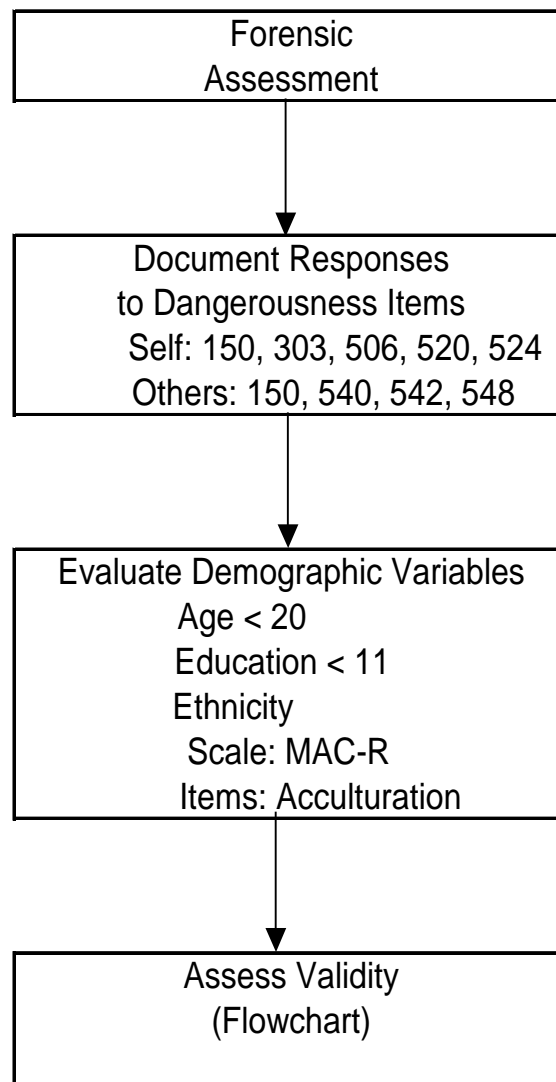 Forensic
Assessment
Document Responses
to Dangerousness Items
Self: 150, 303, 506, 520, 524
Others: 150, 540, 542, 548
Evaluate Demographic Variables
Age < 20
Education < 11
Ethnicity
Scale: MAC-R
Items: Acculturation
Assess Validity
(Flowchart)